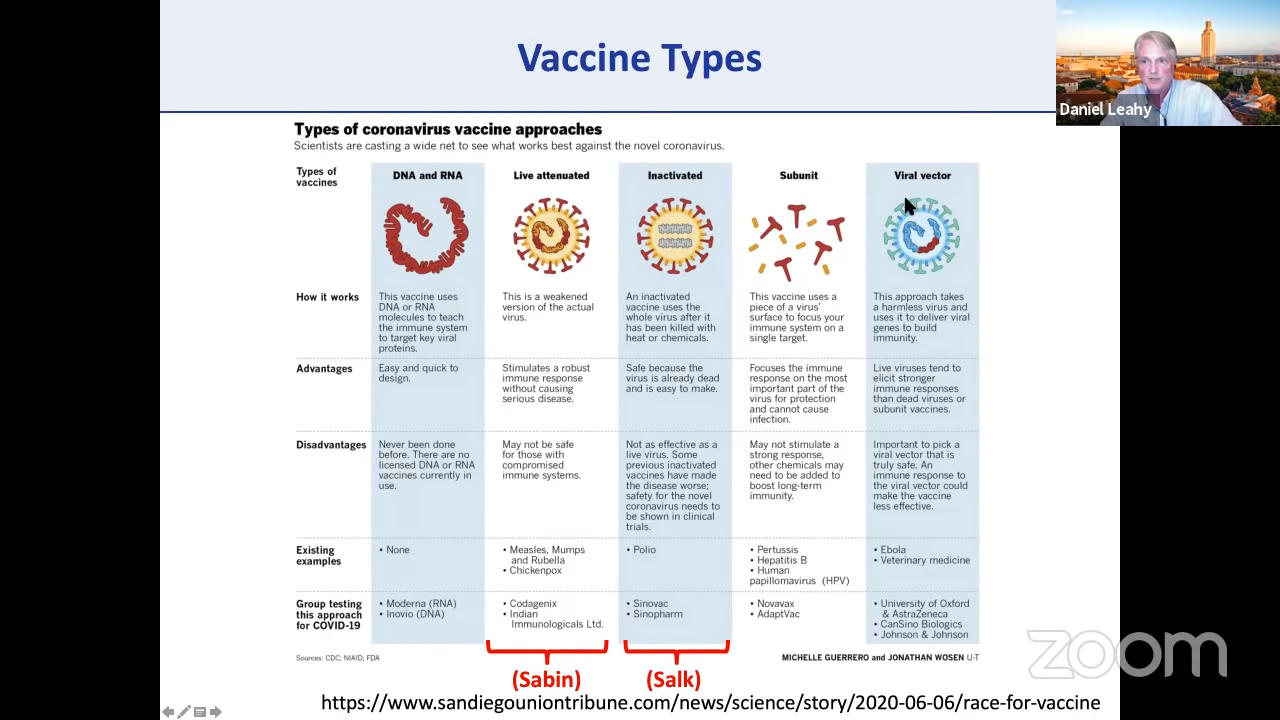 Vaccine Types
Daniel Leahy
Types of coronavirus vaccine approaches
Scientists are casting a wide net to see what works best against the novel coronavirus.
Types of
vaccines
DNA and RNA
Live attenuated
Inactivated
Subunit
Viral vector
How it works
This vaccine uses
DNA or RNA
molecules to teach
the immune system
to target key viral
proteins.
This is a weakened
version of the actual
virus.
An inactivated
vaccine uses the
whole virus after it
has been killed with
heat or chemicals.
This vaccine uses a
piece of a virus'
surface to focus your
immune system on a
single target.
This approach takes
a harmless virus and
uses it to deliver viral
genes to build
immunity.
Advantages
Easy and quick to
design.
Stimulates a robust
immune response
without causing
serious disease.
Safe because the
virus is already dead
and is easy to make.
Focuses the immune
response on the most
important part of the
virus for protection
and cannot cause
infection.
Live viruses tend to
elicit stronger
immune responses
than dead viruses or
subunit vaccines.
Disadvantages
Never been done
before. There are no
licensed DNA or RNA
vaccines currently in
use.
May not be safe
for those with
compromised
immune systems.
Not as effective as a
live virus. Some
previous inactivated
vaccines have made
the disease worse;
safety for the novel
coronavirus needs to
be shown in clinical
trials.
May not stimulate a
strong response,
other chemicals may
need to be added to
boost long-term
immunity.
Important to pick a
viral vector that is
truly safe. An
immune response to
the viral vector could
make the vaccine
less effective.
Existing
examples
• None
• Measles, Mumps
and Rubella
• Chickenpox
• Polio
• Pertussis
• Hepatitis B
• Human
papillomavirus (HPV)
• Ebola
• Veterinary medicine
Group testing
this approach
for COVID-19
• Moderna (RNA)
• Inovio (DNA)
• Codagenix
• Indian
Immunologicals Ltd.
• Sinovac
• Sinopharm
• Novavax
• AdaptVac
• University of Oxford
& AstraZeneca
• CanSino Biologics
• Johnson & Johnson
Sources: CDC; NIAID; FDA
MICHELLE GUERRERO and JONATHAN WOSEN U-T
(Sabin)
(Salk)
zoom
https://www.sandiegouniontribune.com/news/science/story/2020-06-06/race-for-vaccine